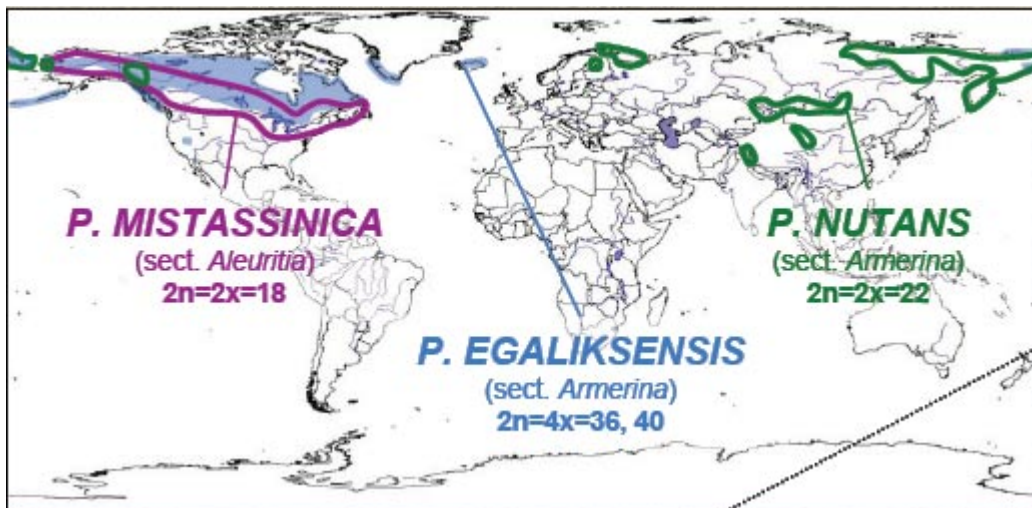 P. MISTASSINICA
(sect. Aleuritia)
2n=2x=18
P. NUTANS
(sect. Armerina)
2n=2x=22
P. EGALIKSENSIS
(sect. Armerina)
2n=4x=36, 40